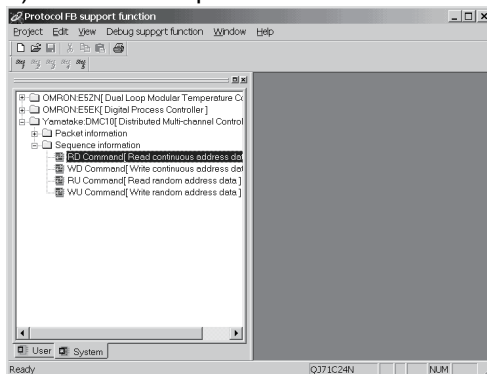 Protocol FB support function
Project Edit View Debug support function Window Help
OMRON:E5ZN[ Dual Loop Modular Temperature Co
OMRON:E5EK[ Digital Process Controller ]
Yamatake:DMC10[ Distributed Multi-channel Control
Packet information
Sequence information
RD Command[ Read continuous address dat
WD Command[ Write continuous address dat
RU Command[ Read random address data ]
WU Command[ Write random address data ]
User System
Ready QJ71C24N NUM